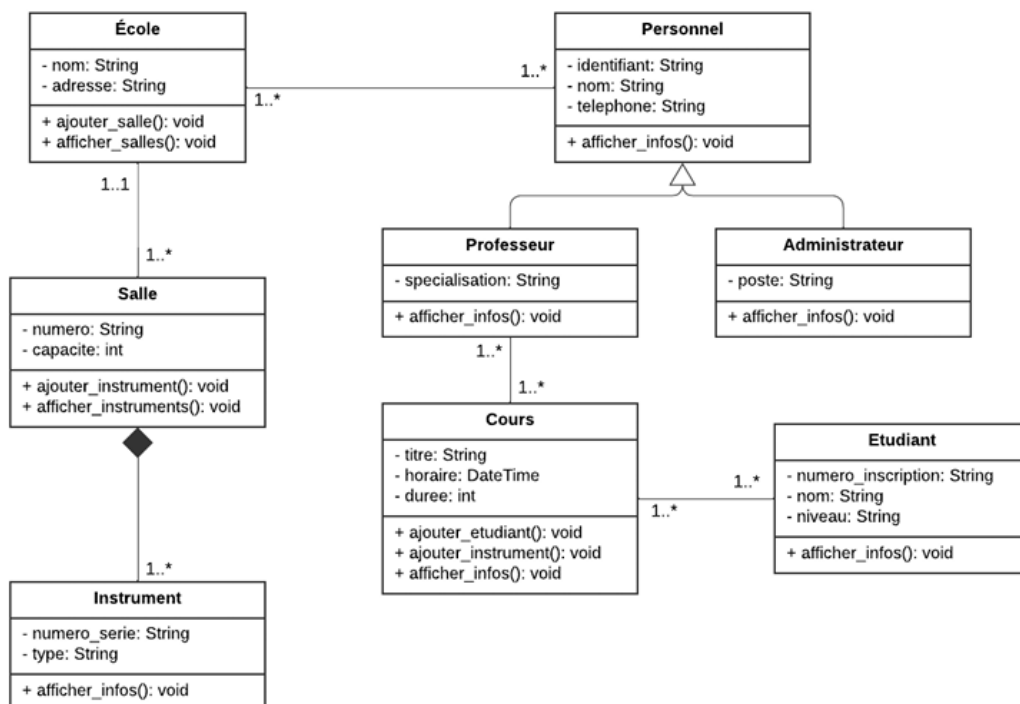 École
- nom: String
- adresse: String
+ ajouter_salle(): void
+ afficher_salles(): void
Personnel
- identifiant: String
- nom: String
- telephone: String
+ afficher_infos(): void
1..*
1..*
1..1
1..*
Professeur
- specialisation: String
+ afficher_infos(): void
Administrateur
- poste: String
+ afficher_infos(): void
Salle
- numero: String
- capacite: int
+ ajouter_instrument(): void
+ afficher_instruments(): void
1..*
1..*
Cours
- titre: String
- horaire: DateTime
- duree: int
+ ajouter_etudiant(): void
+ ajouter_instrument(): void
+ afficher_infos(): void
1..*
1..*
Etudiant
- numero_inscription: String
- nom: String
- niveau: String
+ afficher_infos(): void
1..*
Instrument
- numero_serie: String
- type: String
+ afficher_infos(): void